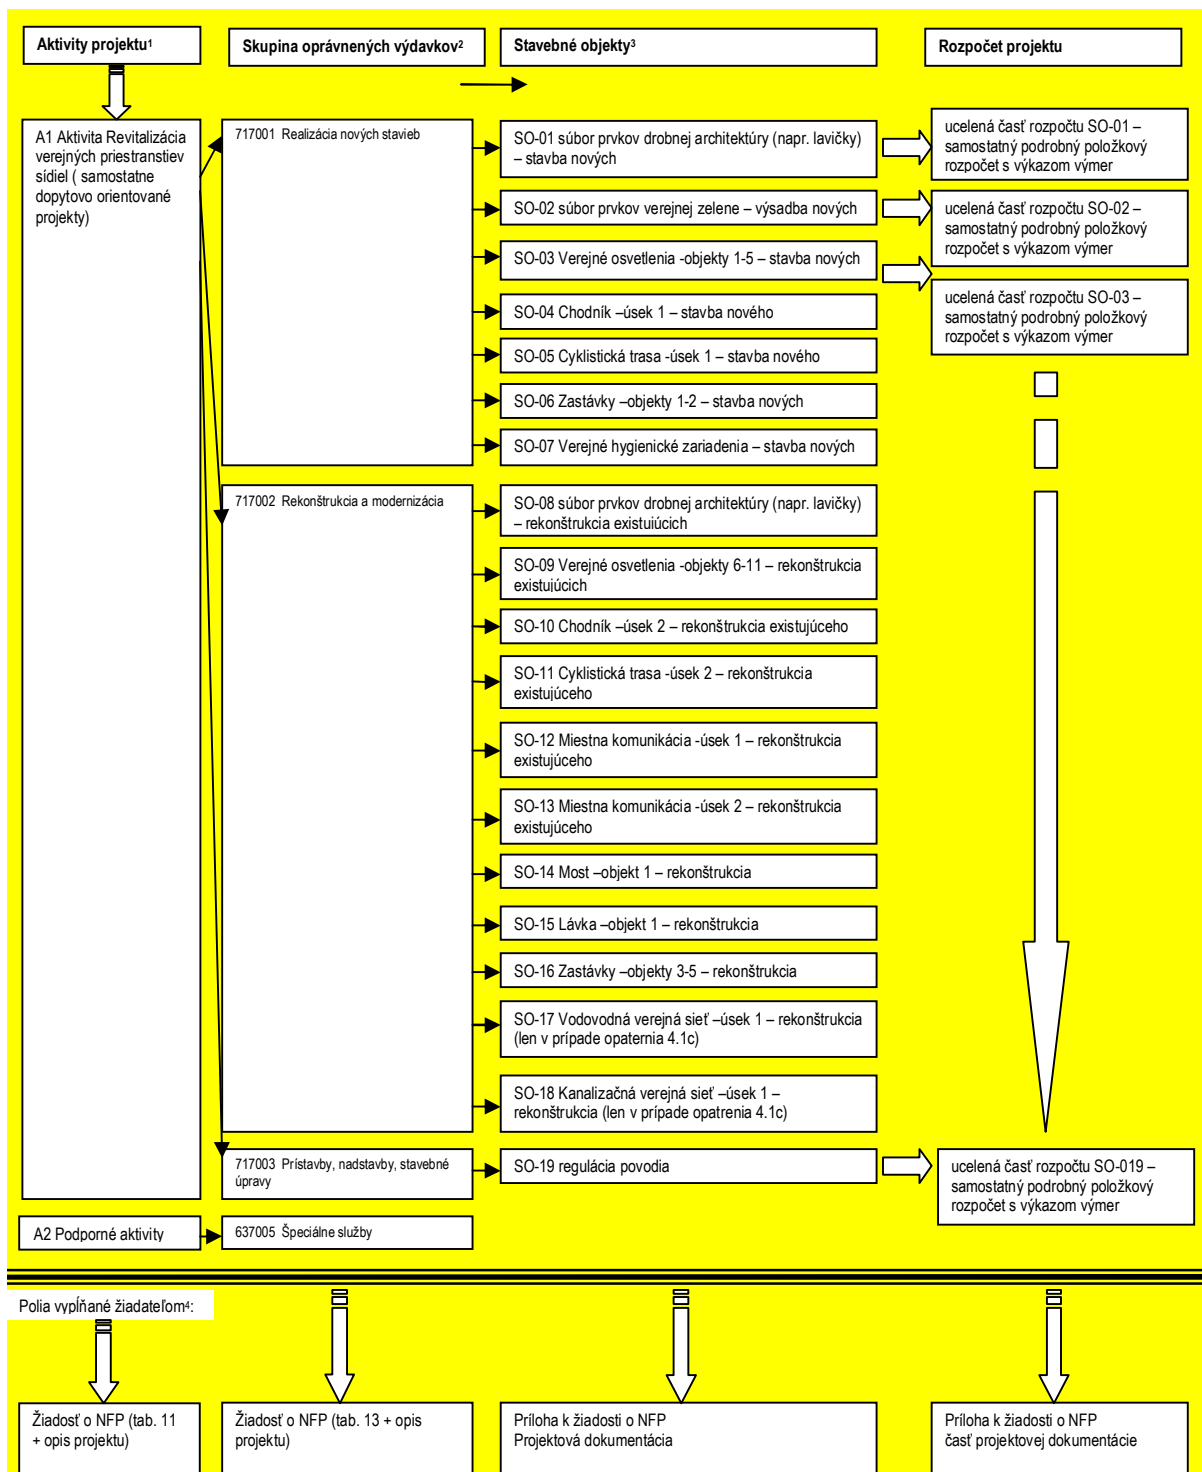 Aktivity projektu¹
Skupina oprávnených výdavkov²
Stavebné objekty³
Rozpočet projektu
A1 Aktivita Revitalizácia
verejných priestranstiev
sídiel ( samostatne
dopytovo orientované
projekty)
717001 Realizácia nových stavieb
SO-01 súbor prvkov drobnej architektúry (napr. lavičky)
– stavba nových
ucelená časť rozpočtu SO-01 –
samostatný podrobný položkový
rozpočet s výkazom výmer
SO-02 súbor prvkov verejnej zelene – výsadba nových
ucelená časť rozpočtu SO-02 –
samostatný podrobný položkový
rozpočet s výkazom výmer
SO-03 Verejné osvetlenia -objekty 1-5 – stavba nových
ucelená časť rozpočtu SO-03 –
samostatný podrobný položkový
rozpočet s výkazom výmer
SO-04 Chodník –úsek 1 – stavba nového
SO-05 Cyklistická trasa -úsek 1 – stavba nového
SO-06 Zastávky –objekty 1-2 – stavba nových
SO-07 Verejné hygienické zariadenia – stavba nových
717002 Rekonštrukcia a modernizácia
SO-08 súbor prvkov drobnej architektúry (napr. lavičky)
– rekonštrukcia existujúcich
SO-09 Verejné osvetlenia -objekty 6-11 – rekonštrukcia
existujúcich
SO-10 Chodník –úsek 2 – rekonštrukcia existujúceho
SO-11 Cyklistická trasa -úsek 2 – rekonštrukcia
existujúceho
SO-12 Miestna komunikácia -úsek 1 – rekonštrukcia
existujúceho
SO-13 Miestna komunikácia -úsek 2 – rekonštrukcia
existujúceho
SO-14 Most –objekt 1 – rekonštrukcia
SO-15 Lávka –objekt 1 – rekonštrukcia
SO-16 Zastávky –objekty 3-5 – rekonštrukcia
SO-17 Vodovodná verejná sieť –úsek 1 – rekonštrukcia
(len v prípade opaternia 4.1c)
SO-18 Kanalizačná verejná sieť –úsek 1 –
rekonštrukcia (len v prípade opatrenia 4.1c)
717003 Prístavby, nadstavby, stavebné
úpravy
SO-19 regulácia povodia
ucelená časť rozpočtu SO-019 –
samostatný podrobný položkový
rozpočet s výkazom výmer
A2 Podporné aktivity
637005 Špeciálne služby
Polia vypĺňané žiadateľom⁴:
Žiadosť o NFP (tab. 11
+ opis projektu)
Žiadosť o NFP (tab. 13 + opis
projektu)
Príloha k žiadosti o NFP
Projektová dokumentácia
Príloha k žiadosti o NFP
časť projektovej dokumentácie